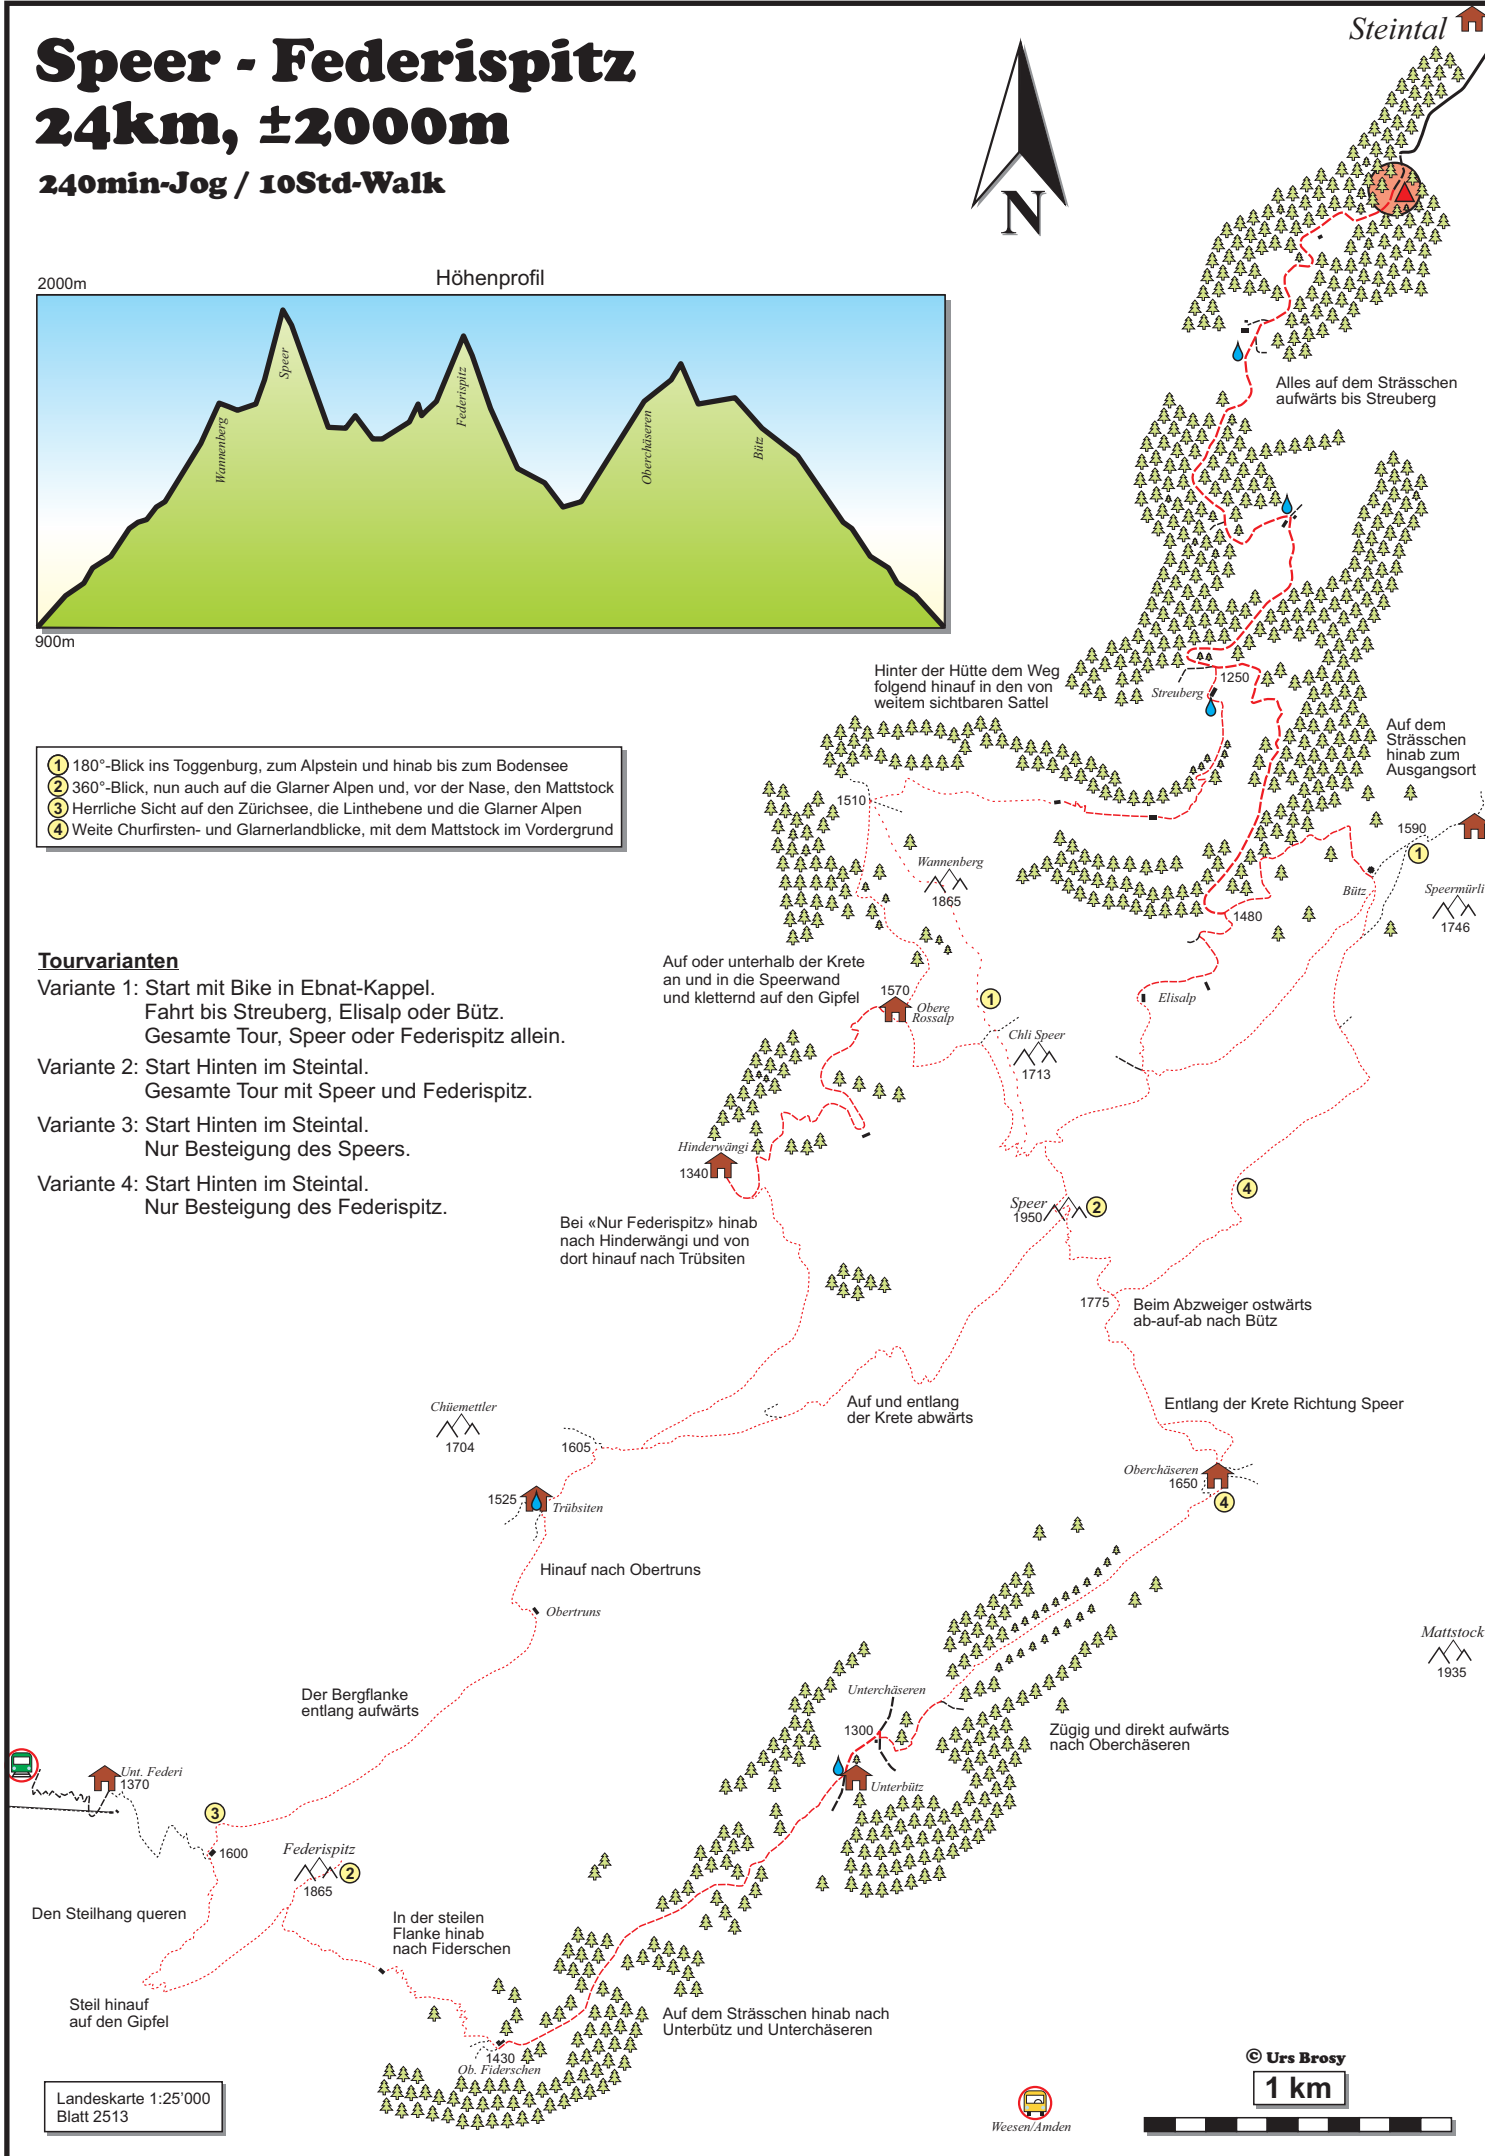 Steintal
Speer - Federispitz
24km, ±2000m
240min-Jog / 10Std-Walk
N
Höhenprofil
2000m
Wannenberg
Speer
Federispitz
Oberchäseren
Bütz
900m
Alles auf dem Strässchen
aufwärts bis Streuberg
Hinter der Hütte dem Weg
folgend hinauf in den von
weitem sichtbaren Sattel
1250
Streuberg
Auf dem
Strässchen
hinab zum
Ausgangsort
1 180°-Blick ins Toggenburg, zum Alpstein und hinab bis zum Bodensee
2 360°-Blick, nun auch auf die Glarner Alpen und, vor der Nase, den Mattstock
3 Herrliche Sicht auf den Zürichsee, die Linthebene und die Glarner Alpen
4 Weite Churfirsten- und Glarnerlandblicke, mit dem Mattstock im Vordergrund
1510
1590
1
Wannenberg
1865
Bütz
Speermürli
1746
1480
Tourvarianten
Variante 1: Start mit Bike in Ebnat-Kappel.
Fahrt bis Streuberg, Elisalp oder Bütz.
Gesamte Tour, Speer oder Federispitz allein.
Variante 2: Start Hinten im Steintal.
Gesamte Tour mit Speer und Federispitz.
Variante 3: Start Hinten im Steintal.
Nur Besteigung des Speers.
Variante 4: Start Hinten im Steintal.
Nur Besteigung des Federispitz.
Auf oder unterhalb der Krete
an und in die Speerwand
und kletternd auf den Gipfel
1570
Obere
Rossalp
1
Elisalp
Chli Speer
1713
Hinderwängi
1340
Speer
1950
2
4
Bei «Nur Federispitz» hinab
nach Hinderwängi und von
dort hinauf nach Trübsiten
1775
Beim Abzweiger ostwärts
ab-auf-ab nach Bütz
Auf und entlang
der Krete abwärts
Entlang der Krete Richtung Speer
Chüemettler
1704
1605
Oberchäseren
1650
4
1525
Trübsiten
Hinauf nach Obertruns
Obertruns
Mattstock
1935
Der Bergflanke
entlang aufwärts
Unterchäseren
1300
Zügig und direkt aufwärts
nach Oberchäseren
Unt. Federi
1370
Unterbütz
3
1600
Federispitz
1865
2
Den Steilhang queren
In der steilen
Flanke hinab
nach Fiderschen
Steil hinauf
auf den Gipfel
Auf dem Strässchen hinab nach
Unterbütz und Unterchäseren
1430
Ob. Fiderschen
Landeskarte 1:25'000
Blatt 2513
Weesen/Amden
© Urs Brosy
1 km